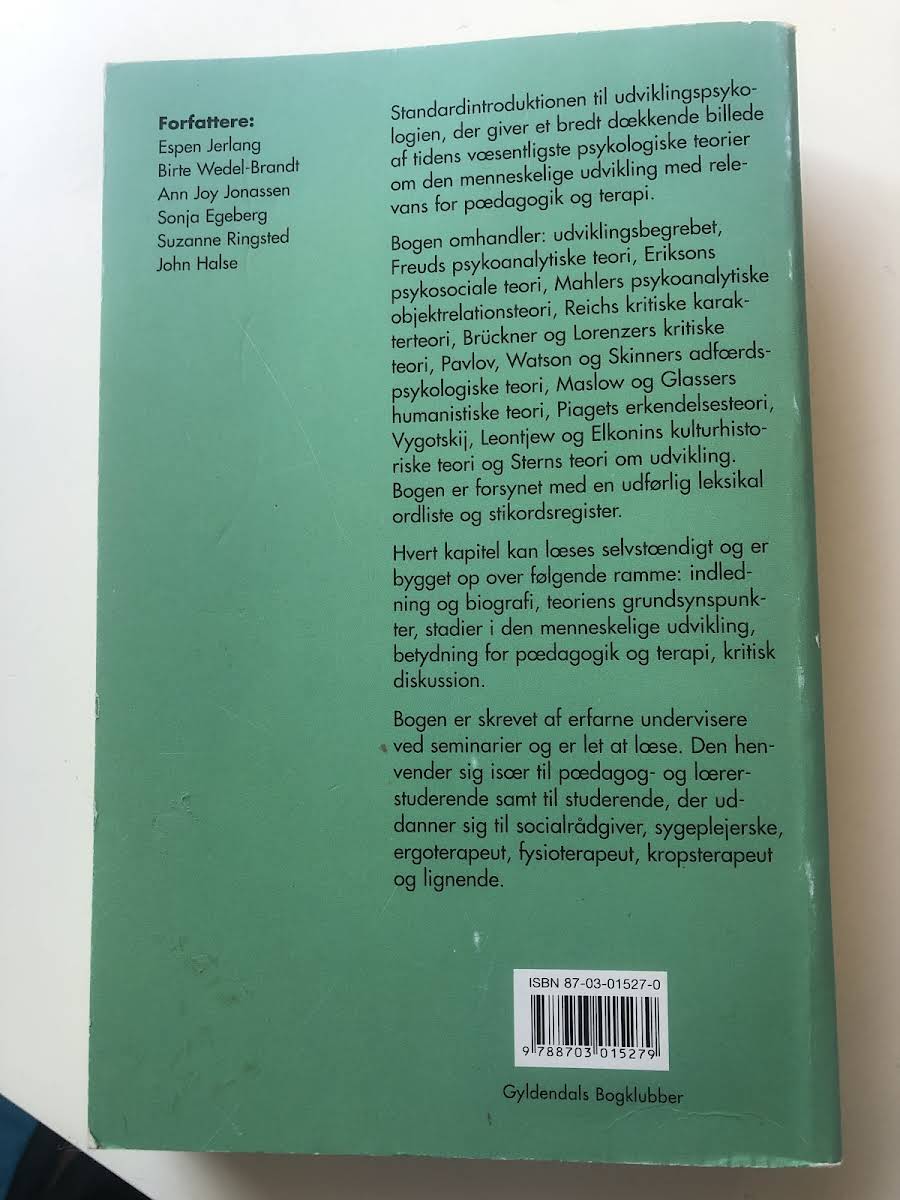 Forfattere:
Espen Jerlang
Birte Wedel-Brandt
Ann Joy Jonassen
Sonja Egeberg
Suzanne Ringsted
John Halse
Standardintroduktionen til udviklingspsyko-
logien, der giver et bredt dækkende billede
af tidens væsentligste psykologiske teorier
om den menneskelige udvikling med rele-
vans for pædagogik og terapi.
Bogen omhandler: udviklingsbegrebet,
Freuds psykoanalytiske teori, Eriksons
psykosociale teori, Mahlers psykoanalytiske
objektrelationsteori, Reichs kritiske karak-
terteori, Brückner og Lorenzers kritiske
teori, Pavlov, Watson og Skinners adfærds-
psykologiske teori, Maslow og Glassers
humanistiske teori, Piagets erkendelsesteori,
Vygotskij, Leontjew og Elkonins kulturhisto-
riske teori og Sterns teori om udvikling.
Bogen er forsynet med en udførlig leksikal
ordliste og stikordsregister.
Hvert kapitel kan læses selvstændigt og er
bygget op over følgende ramme: indled-
ning og biografi, teoriens grundsynspunk-
ter, stadier i den menneskelige udvikling,
betydning for pædagogik og terapi, kritisk
diskussion.
Bogen er skrevet af erfarne undervisere
ved seminarier og er let at læse. Den hen-
vender sig især til pædagog- og lærer-
studerende samt til studerende, der ud-
danner sig til socialrådgiver, sygeplejerske,
ergoterapeut, fysioterapeut, kropsterapeut
og lignende.
ISBN 87-03-01527-0
9 788703 015279
Gyldendals Bogklubber